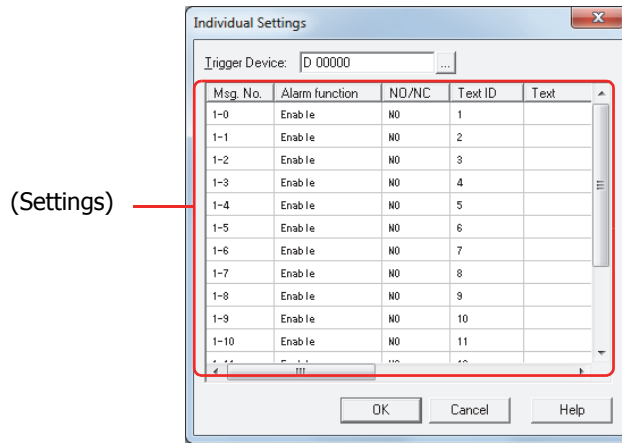 Individual Settings
Trigger Device: D 00000 ...
Msg. No. Alarm function NO/NC Text ID Text
1-0 Enable NO 1
1-1 Enable NO 2
1-2 Enable NO 3
1-3 Enable NO 4
(Settings)
1-4 Enable NO 5
1-5 Enable NO 6
1-6 Enable NO 7
1-7 Enable NO 8
1-8 Enable NO 9
1-9 Enable NO 10
1-10 Enable NO 11
OK Cancel Help